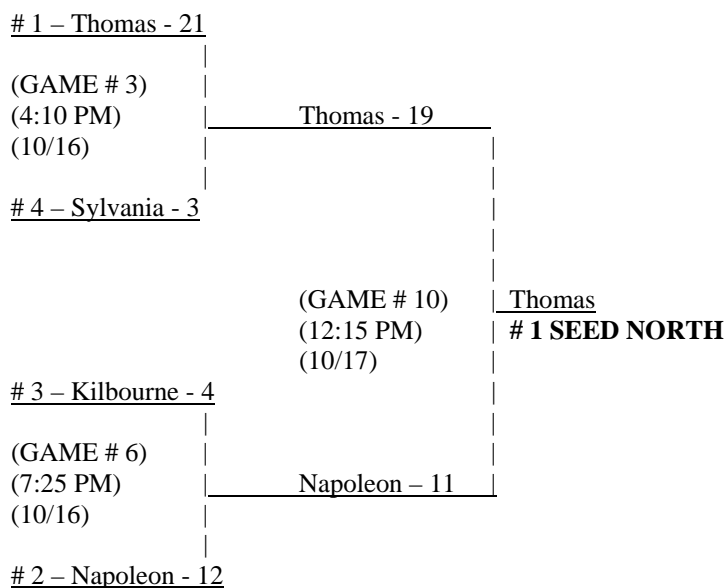 # 1 – Thomas - 21
(GAME # 3)
(4:10 PM)
Thomas - 19
(10/16)
# 4 – Sylvania - 3
(GAME # 10)
Thomas
(12:15 PM)
# 1 SEED NORTH
(10/17)
# 3 – Kilbourne - 4
(GAME # 6)
(7:25 PM)
Napoleon – 11
(10/16)
# 2 – Napoleon - 12